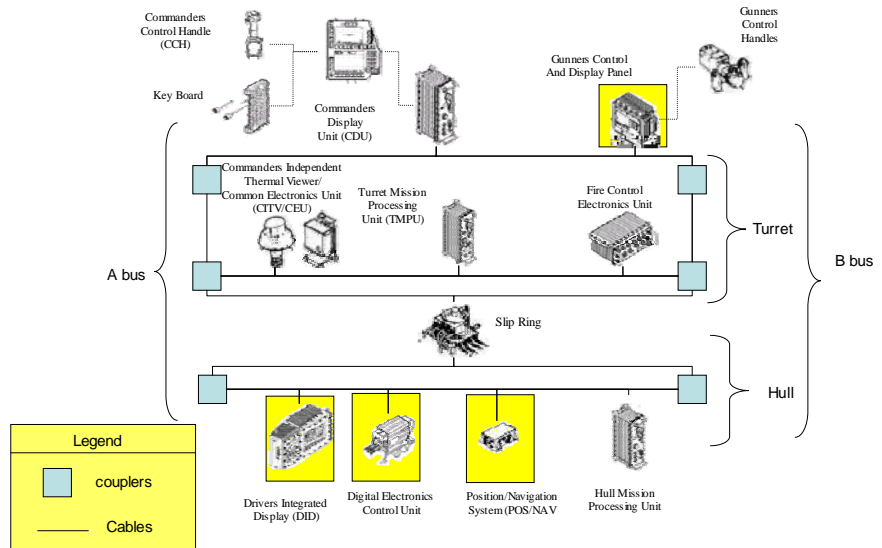 Commanders
Control Handle
(CCH)
Key Board
Commanders
Display
Unit (CDU)
Gunners Control
And Display Panel
Gunners
Control
Handles
Commanders Independent
Thermal Viewer/
Common Electronics Unit
(CITV/CEU)
Turret Mission
Processing
Unit (TMPU)
Fire Control
Electronics Unit
Turret
A bus
B bus
Slip Ring
Hull
Drivers Integrated
Display (DID)
Digital Electronics
Control Unit
Position/Navigation
System (POS/NAV
Hull Mission
Processing Unit
Legend
couplers
Cables